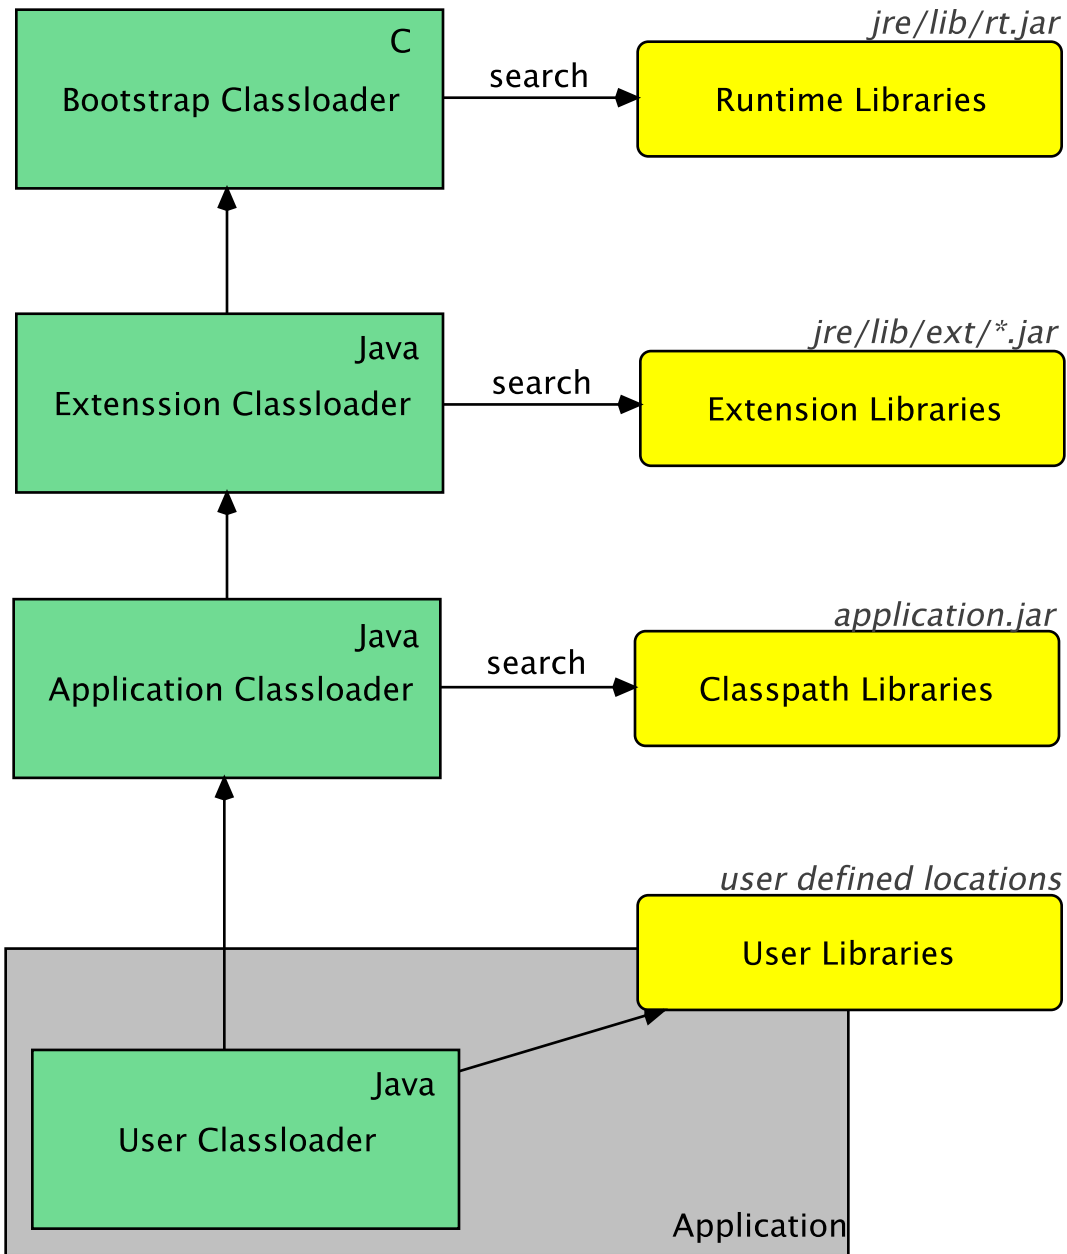 jre/lib/rt.jar
C
Bootstrap Classloader
search
Runtime Libraries
jre/lib/ext/*.jar
Java
Extenssion Classloader
search
Extension Libraries
application.jar
Java
Application Classloader
search
Classpath Libraries
user defined locations
User Libraries
Java
User Classloader
Application